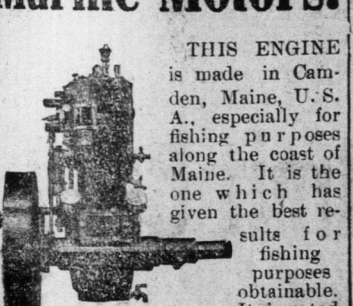 Marine Motors.
THIS ENGINE
is made in Cam-
den, Maine, U. S.
A., especially for
fishing purposes
along the coast of
Maine. It is the
one which has
given the best re-
sults for
fishing
purposes
obtainable.